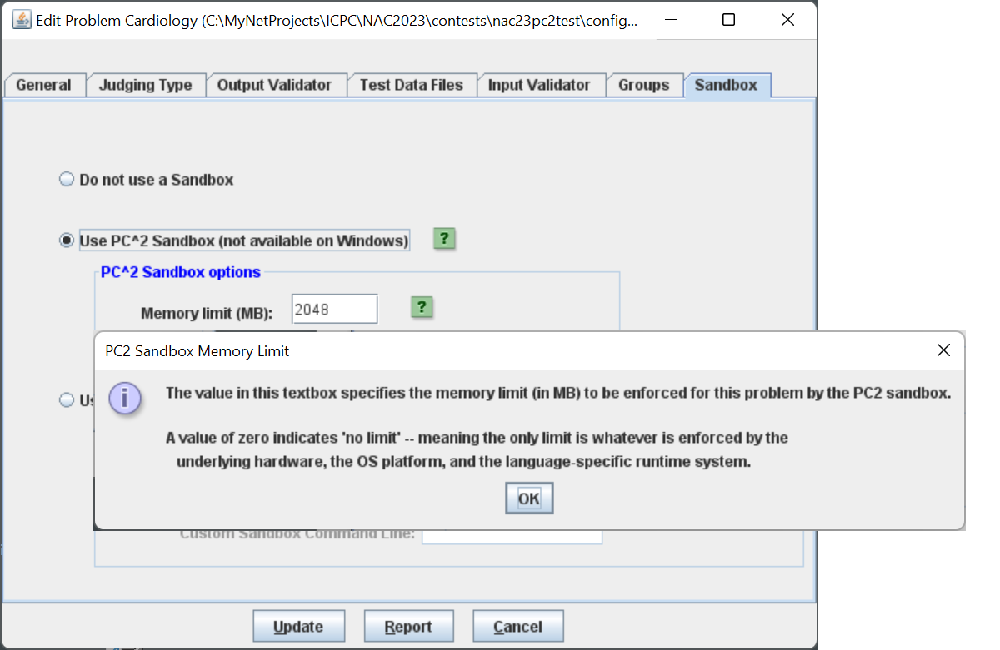 Edit Problem Cardiology (C:\MyNetProjects\ICPC\NAC2023\contests\nac23pc2test\config...
General Judging Type Output Validator Test Data Files Input Validator Groups Sandbox
Do not use a Sandbox
Use PC^2 Sandbox (not available on Windows) ?
PC^2 Sandbox options
Memory limit (MB): 2048 ?
PC2 Sandbox Memory Limit
The value in this textbox specifies the memory limit (in MB) to be enforced for this problem by the PC2 sandbox.
A value of zero indicates 'no limit' -- meaning the only limit is whatever is enforced by the
underlying hardware, the OS platform, and the language-specific runtime system.
OK
Custom Sandbox Command Line:
Update Report Cancel